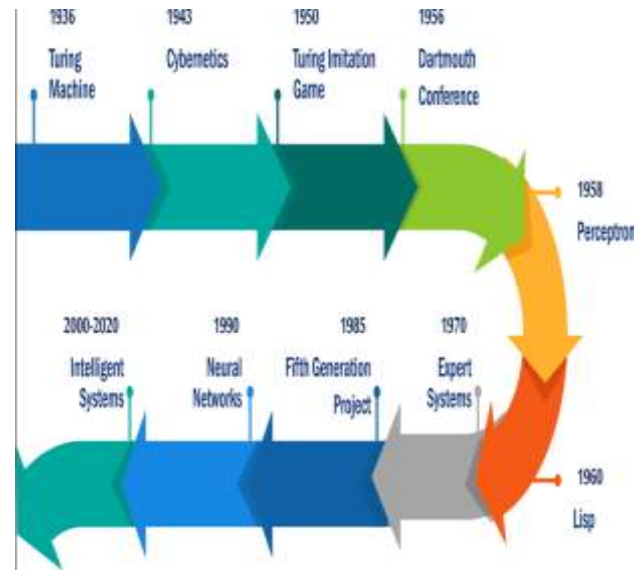 1936
Turing
Machine
1943
Cybernetics
1950
Turing Imitation
Game
1956
Dartmouth
Conference
1958
Perceptron
1960
Lisp
1970
Expert
Systems
1985
Fifth Generation
Project
1990
Neural
Networks
2000-2020
Intelligent
Systems